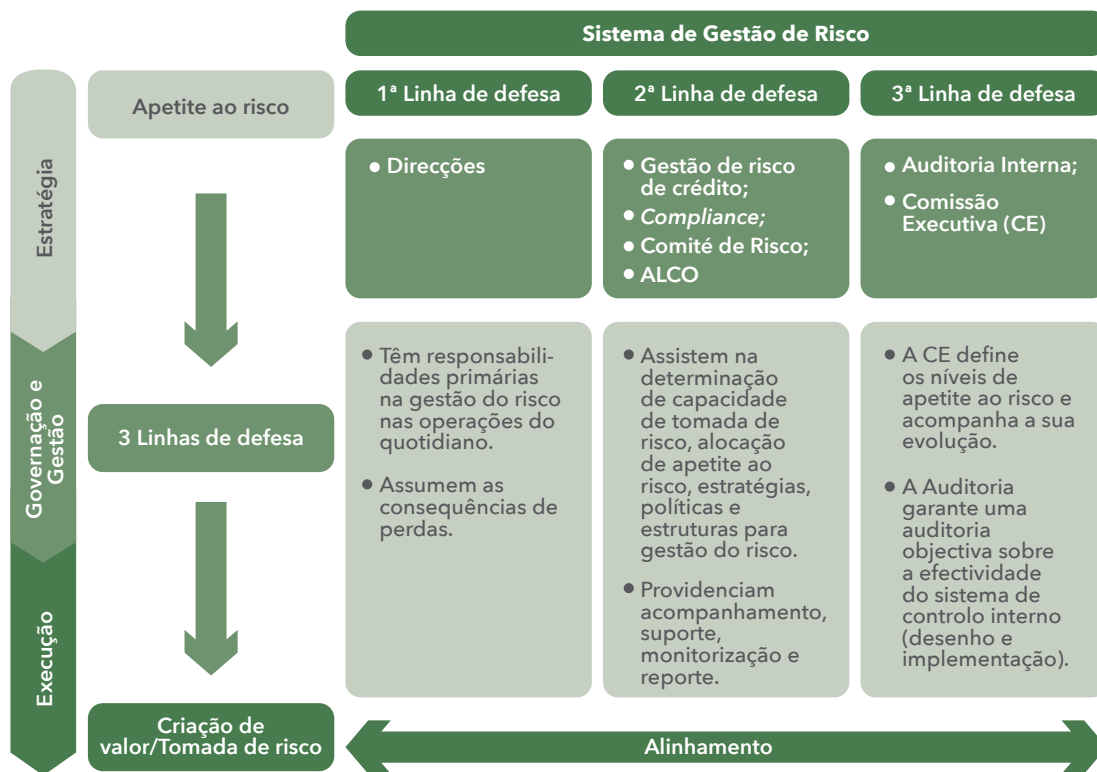 Sistema de Gestão de Risco
Estratégia
Governação e
Gestão
Execução
Apetite ao risco
3 Linhas de defesa
Criação de
valor/Tomada de risco
1ª Linha de defesa
• Direcções
• Têm responsabili-
dades primárias
na gestão do risco
nas operações do
quotidiano.
• Assumem as
consequências de
perdas.
2ª Linha de defesa
• Gestão de risco
de crédito;
• Compliance;
• Comité de Risco;
• ALCO
• Assistem na
determinação
de capacidade
de tomada de
risco, alocação
de apetite ao
risco, estratégias,
políticas e
estruturas para
gestão do risco.
• Providenciam
acompanhamento,
suporte,
monitorização e
reporte.
3ª Linha de defesa
• Auditoria Interna;
• Comissão
Executiva (CE)
• A CE define
os níveis de
apetite ao risco e
acompanha a sua
evolução.
• A Auditoria
garante uma
auditoria
objectiva sobre
a efectividade
do sistema de
controlo interno
(desenho e
implementação).
Alinhamento